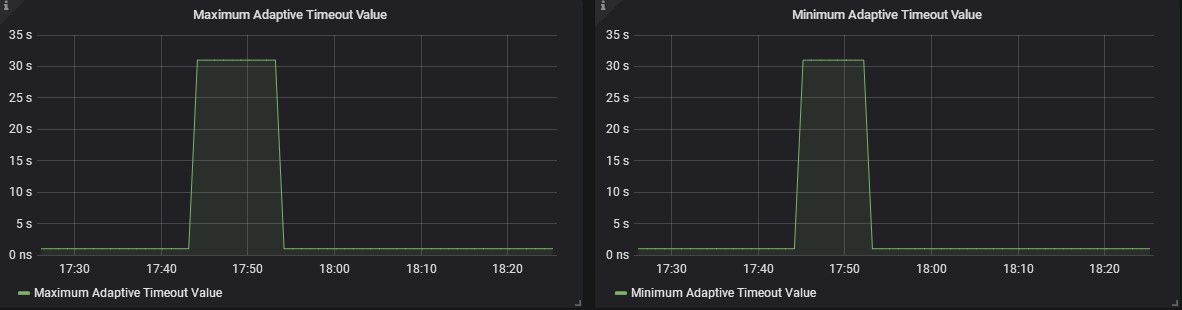 Maximum Adaptive Timeout Value
35 s
30 s
25 s
20 s
15 s
10 s
5 s
0 ns
17:30 17:40 17:50 18:00 18:10 18:20
Maximum Adaptive Timeout Value
Minimum Adaptive Timeout Value
35 s
30 s
25 s
20 s
15 s
10 s
5 s
0 ns
17:30 17:40 17:50 18:00 18:10 18:20
Minimum Adaptive Timeout Value